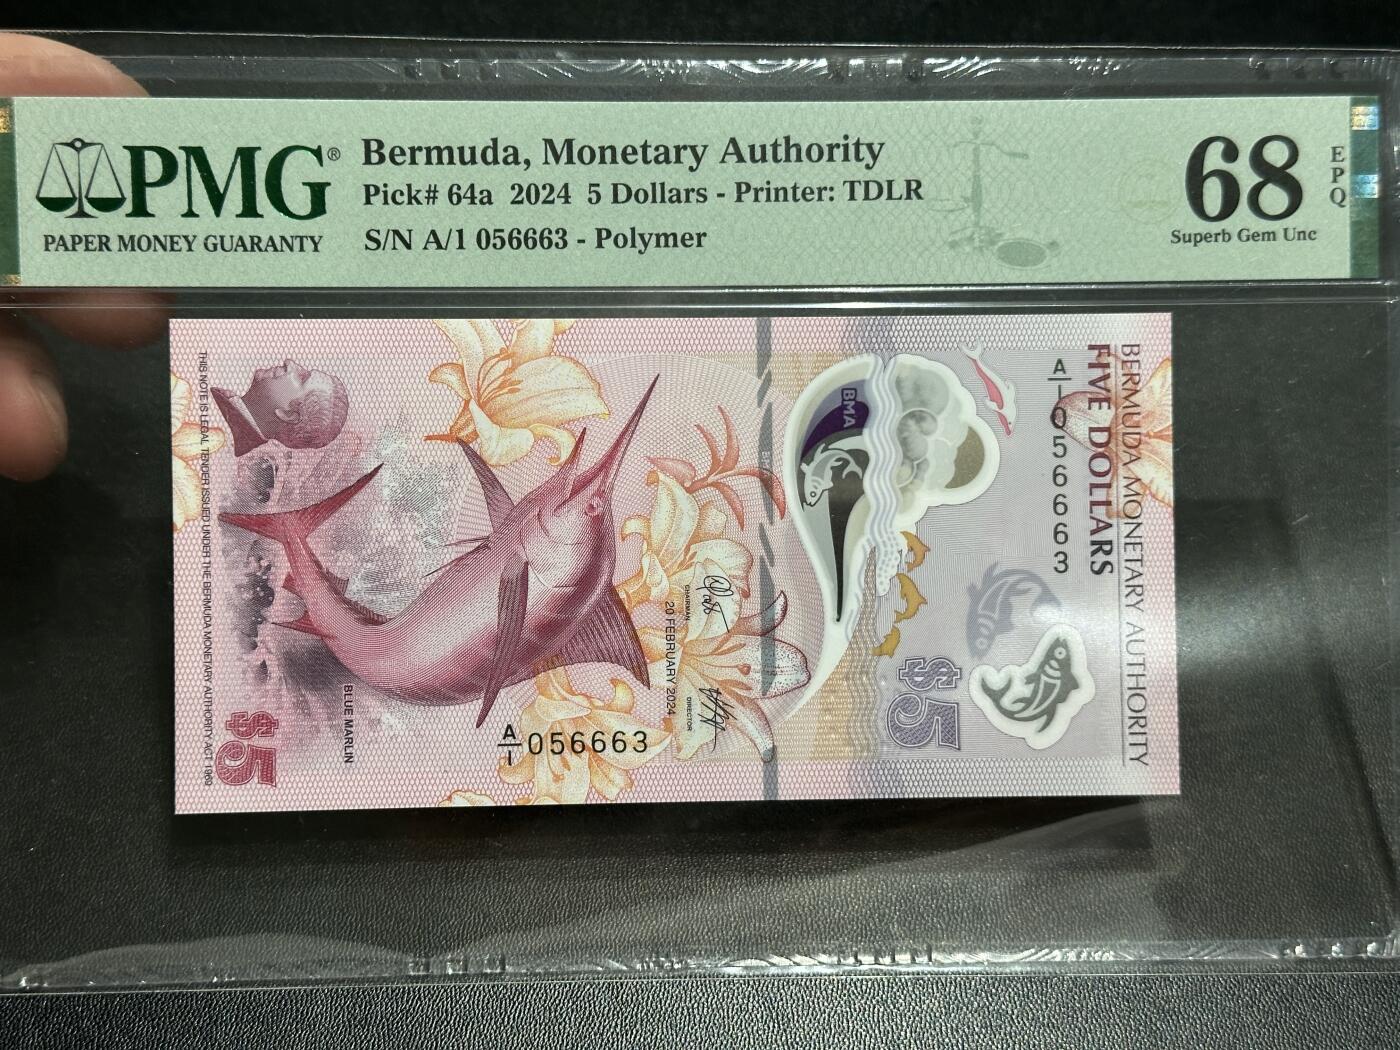 PMG®
PAPER MONEY GUARANTY
Bermuda, Monetary Authority
Pick# 64a 2024 5 Dollars - Printer: TDLR
S/N A/1 056663 - Polymer
68
EPQ
Superb Gem Unc
BERMUDA MONETARY AUTHORITY
FIVE DOLLARS
A/1 056663
BMA
$5
CHAIRMAN
20 FEBRUARY 2024
DIRECTOR
A/1 056663
BLUE MARLIN
$5
THIS NOTE IS LEGAL TENDER ISSUED UNDER THE BERMUDA MONETARY AUTHORITY ACT 1969